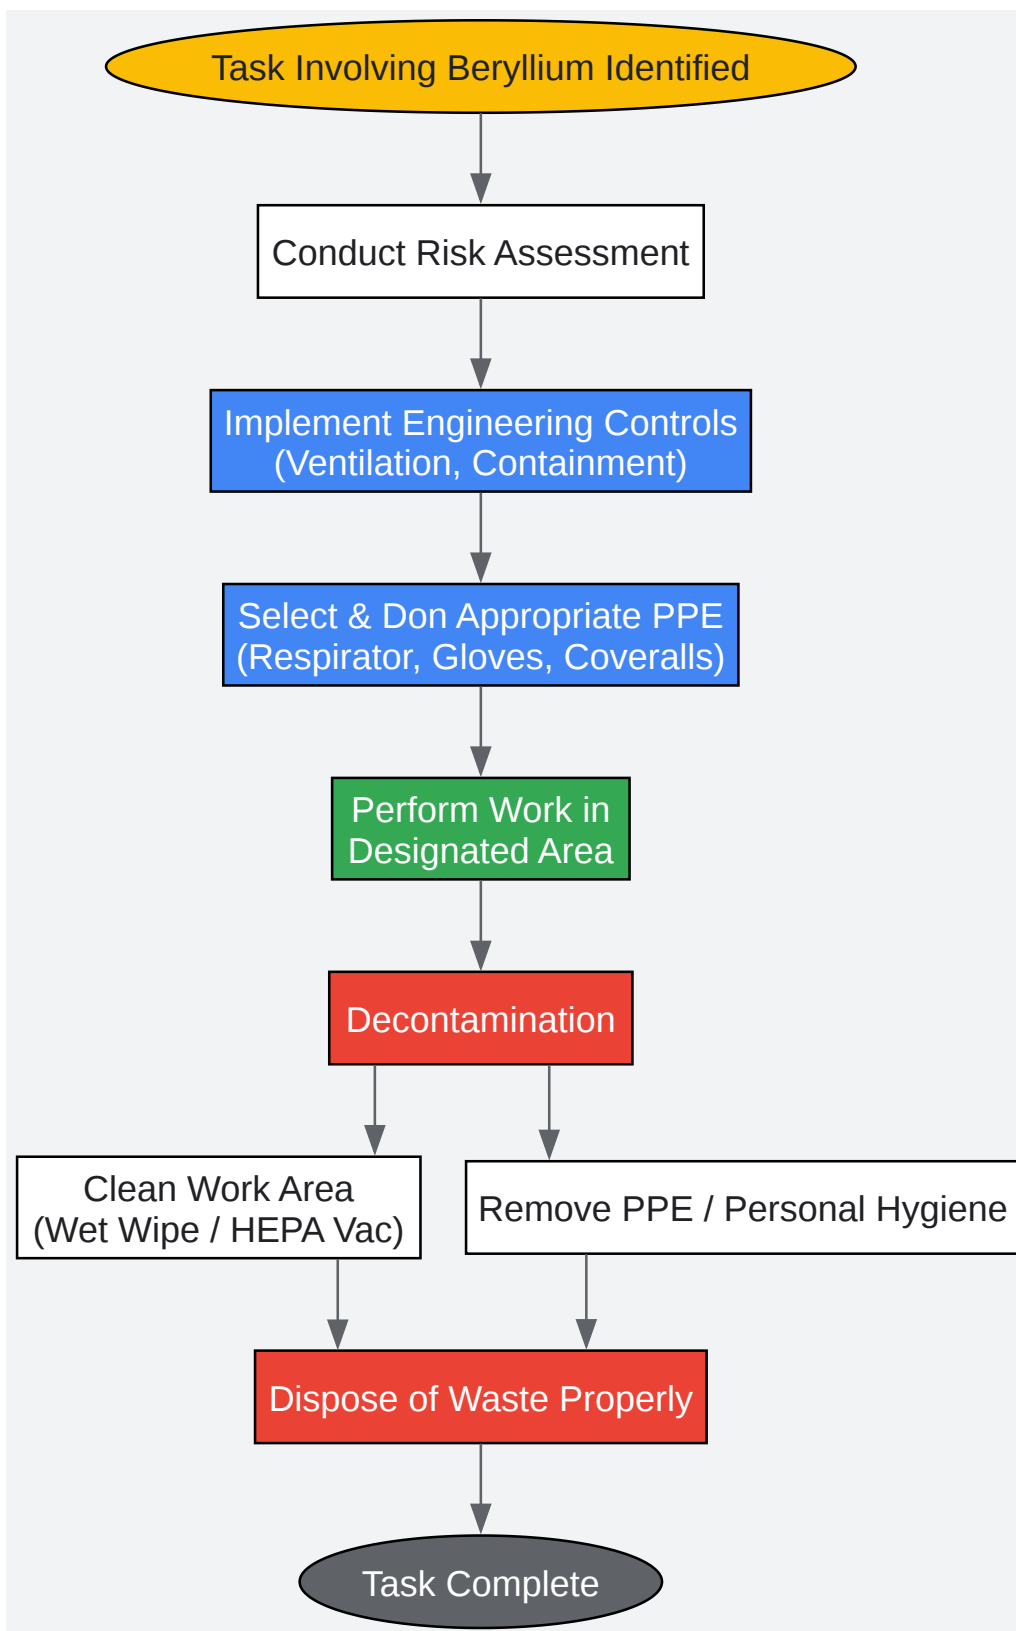 Task Involving Beryllium Identified
Conduct Risk Assessment
Implement Engineering Controls
(Ventilation, Containment)
Select & Don Appropriate PPE
(Respirator, Gloves, Coveralls)
Perform Work in
Designated Area
Decontamination
Clean Work Area
(Wet Wipe / HEPA Vac)
Remove PPE / Personal Hygiene
Dispose of Waste Properly
Task Complete